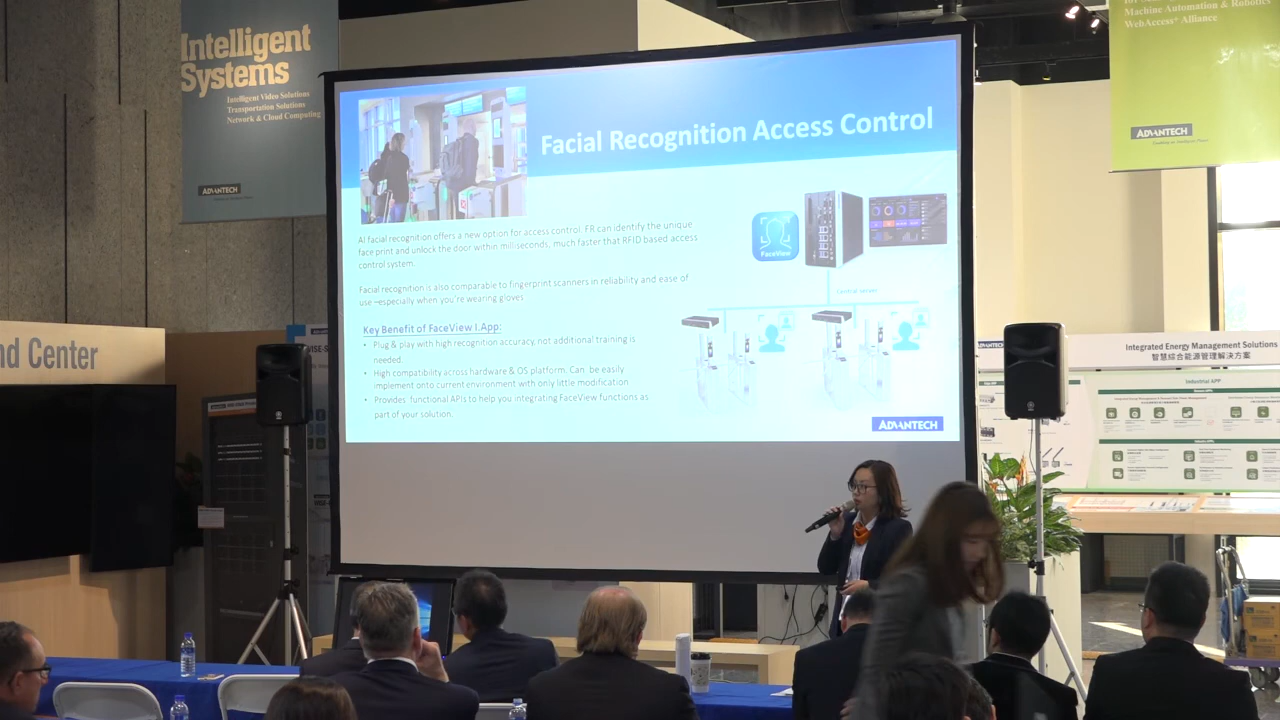 Intelligent
Systems
Intelligent Video Solutions
Transportation Solutions
Network & Cloud Computing
ADVANTECH
Machine Automation & Robotics
WebAccess+ Alliance
ADVANTECH
Facial Recognition Access Control
AI facial recognition offers a new option for access control. FR can identify the unique
face print and unlock the door within milliseconds, much faster that RFID based access
control system.
Facial recognition is also comparable to fingerprint scanners in reliability and ease of
use –especially when you're wearing gloves
Key Benefit of FaceView I.App:
• Plug & play with high recognition accuracy, not additional training is
needed.
• High compatibility across hardware & OS platform. Can be easily
implement onto current environment with only little modification
• Provides functional APIs to help you integrating FaceView functions as
part of your solution.
FaceView
central server
ADVANTECH
nd Center
ADVANTECH
Integrated Energy Management Solutions
智慧綜合能源管理解決方案
Industrial APP